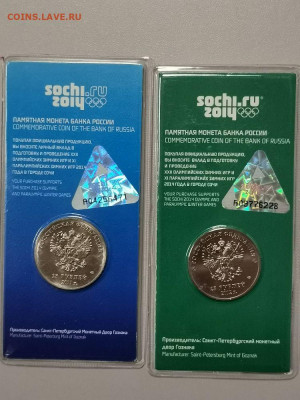 COINS.LAVE.RU
sochi.ru
2014
ПАМЯТНАЯ МОНЕТА БАНКА РОССИИ
COMMEMORATIVE COIN OF THE BANK OF RUSSIA
ПОКУПАЯ ОФИЦИАЛЬНУЮ ПРОДУКЦИЮ,
ВЫ ВНОСИТЕ ЛИЧНЫЙ ВКЛАД В
ПОДГОТОВКУ И ПРОВЕДЕНИЕ XXII
ОЛИМПИЙСКИХ ЗИМНИХ ИГР И XI
ПАРАЛИМПИЙСКИХ ЗИМНИХ ИГР 2014
ГОДА В ГОРОДЕ СОЧИ
YOUR PURCHASE SUPPORTS
THE SOCHI 2014 OLYMPIC AND
PARALYMPIC WINTER GAMES
25 РУБЛЕЙ
Производитель: Санкт-Петербургский Монетный
двор Гознака
Manufacturer: Saint-Petersburg Mint of Goznak
sochi.ru
2014
ПАМЯТНАЯ МОНЕТА БАНКА РОССИИ
COMMEMORATIVE COIN OF THE BANK OF RUSSIA
ПОКУПАЯ ОФИЦИАЛЬНУЮ ПРОДУКЦИЮ,
ВЫ ВНОСИТЕ ВКЛАД В ПОДГОТОВКУ
И ПРОВЕДЕНИЕ
XXII ОЛИМПИЙСКИХ ЗИМНИХ ИГР И
XI ПАРАЛИМПИЙСКИХ ЗИМНИХ ИГР
2014 ГОДА В ГОРОДЕ СОЧИ
YOUR PURCHASE SUPPORTS
THE SOCHI 2014 OLYMPIC AND
PARALYMPIC WINTER GAMES
25 РУБЛЕЙ
Производитель: Санкт-Петербургский Монетный
двор Гознака
Manufacturer: Saint-Petersburg Mint of Goznak